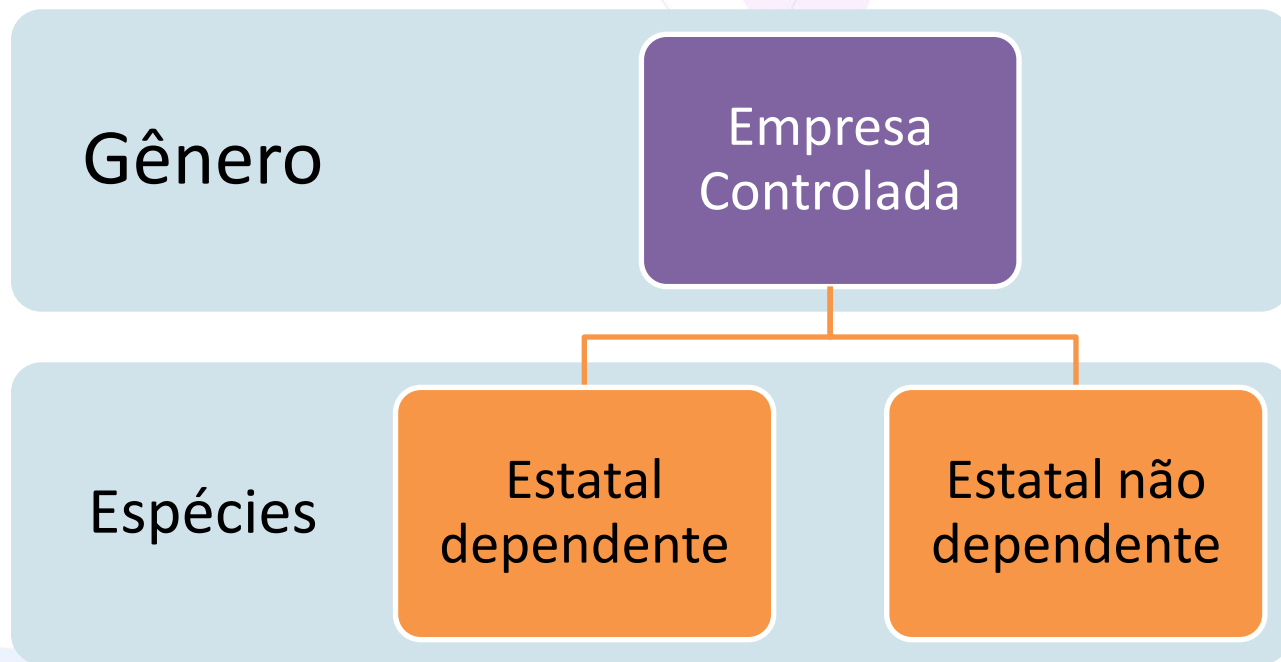 Gênero
Empresa
Controlada
Espécies
Estatal
dependente
Estatal não
dependente